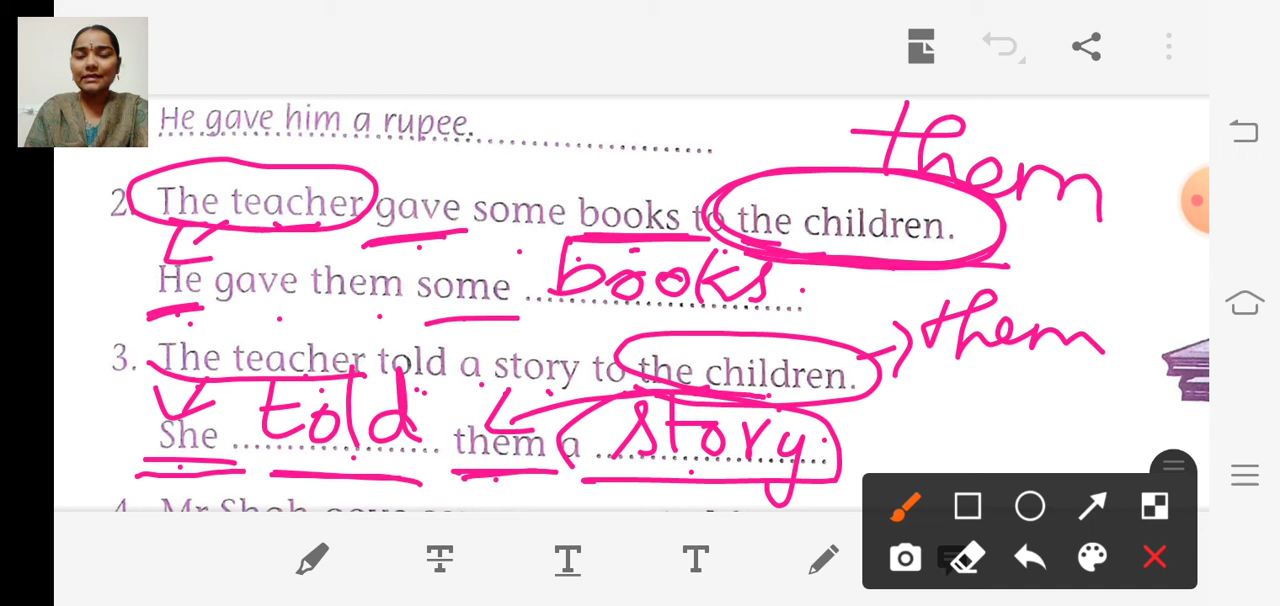 He gave him a rupee.
them
2. The teacher gave some books to the children.
He gave them some books.
3. The teacher told a story to the children. them
She told them a story.